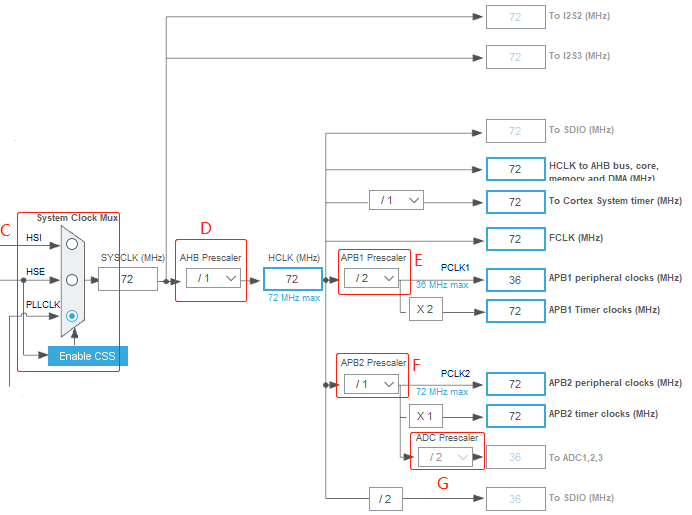 72 To I2S2 (MHz)
72 To I2S3 (MHz)
72 To SDIO (MHz)
72 HCLK to AHB bus, core,
memory and DMA (MHz)
/ 1 72 To Cortex System timer (MHz)
C System Clock Mux
D
HSI
72 FCLK (MHz)
SYSCLK (MHz) AHB Prescaler HCLK (MHz) APB1 Prescaler E
HSE
72 / 1 72 / 2 PCLK1 36 APB1 peripheral clocks (MHz)
72 MHz max 36 MHz max
PLLCLK
X 2 72 APB1 Timer clocks (MHz)
Enable CSS
APB2 Prescaler F
PCLK2
/ 1 72 APB2 peripheral clocks (MHz)
72 MHz max
X 1 72 APB2 timer clocks (MHz)
ADC Prescaler
/ 2 36 To ADC1,2,3
G
/ 2 36 To SDIO (MHz)